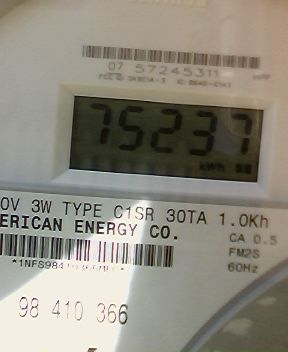 07 57245311
75237
kWh
0V 3W TYPE C1SR 30TA 1.0Kh
ERICAN ENERGY CO.
CA 0.5
FM2S
60Hz
98 410 366